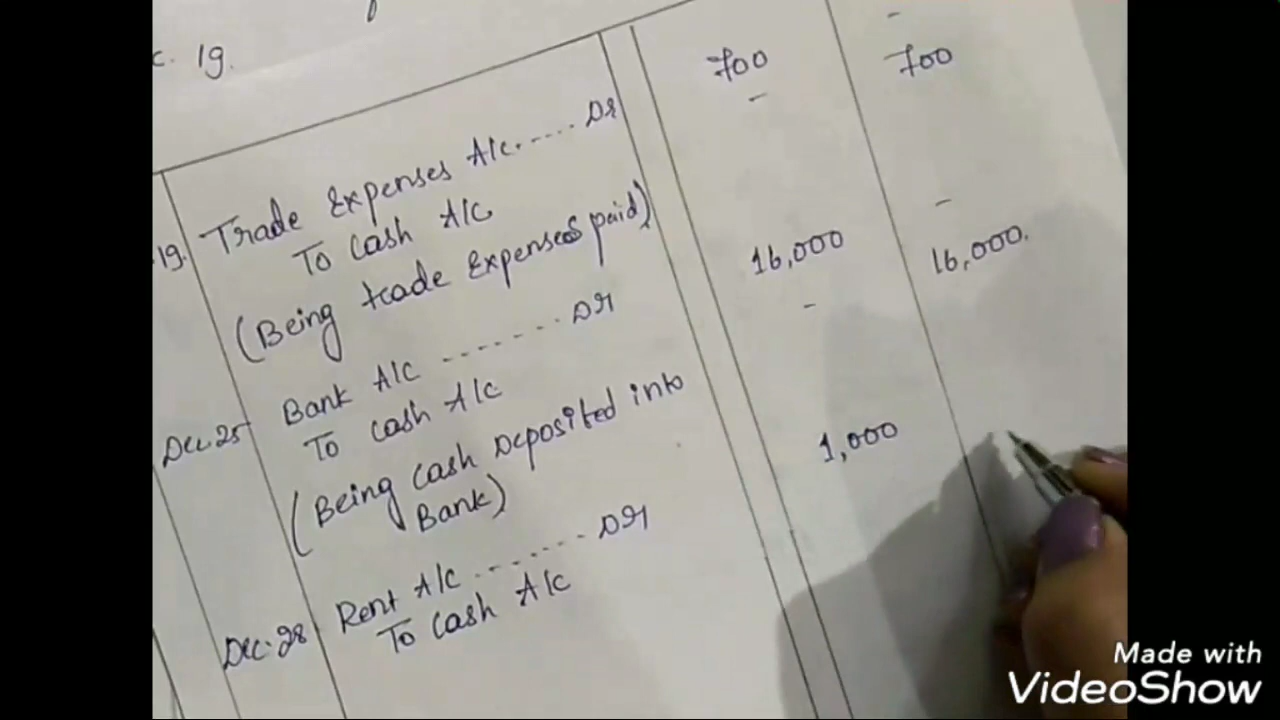 c. 19.
700
700
-
-
-19. Trade Expenses A/c. ..... Dr
To cash A/c
(Being trade Expenses paid)
16,000
16,000.
-
-
Dec. 25 Bank A/c ....... Dr
To cash A/c
(Being cash Deposited into
Bank)
1,000
Dec. 28 Rent A/c ....... Dr
To cash A/c
Made with
VideoShow